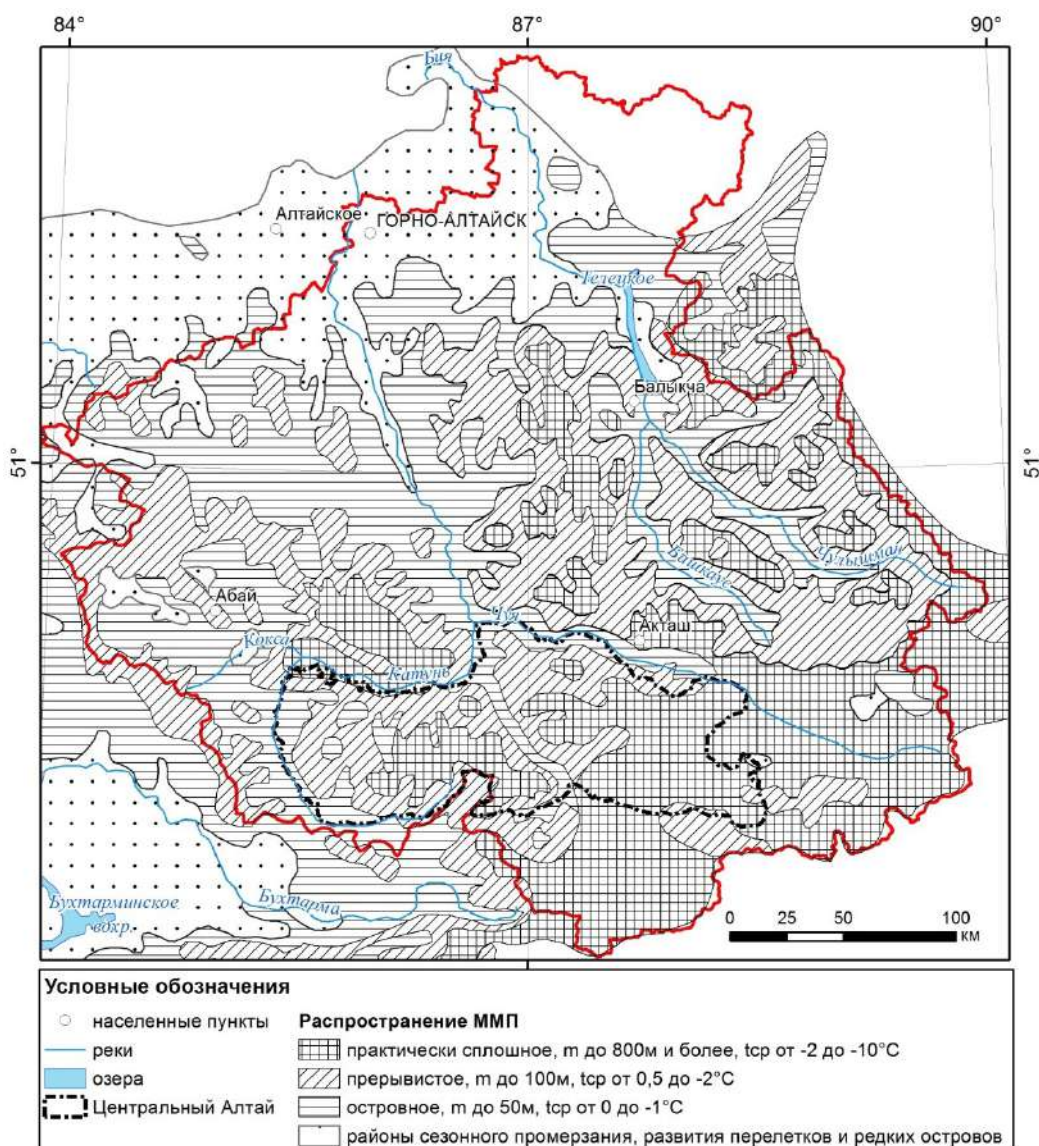 84°
87°
90°
Бия
Алтайское
ГОРНО-АЛТАЙСК
Телецкое
Балыкча
51°
51°
Чулышман
Башкаус
Абай
Чуя
Акташ
Кокса
Катунь
Бухтарма
Бухтарминское
вдхр.
0 25 50 100
км
Условные обозначения
населенные пункты
реки
озера
Центральный Алтай
Распространение ММП
практически сплошное, m до 800м и более, tср от -2 до -10°С
прерывистое, m до 100м, tср от 0,5 до -2°С
островное, m до 50м, tср от 0 до -1°С
районы сезонного промерзания, развития перелетков и редких островов